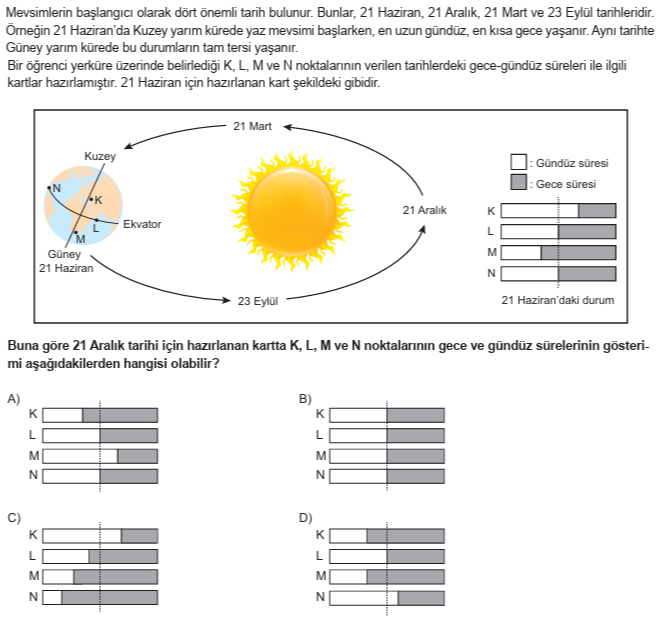 Mevsimlerin başlangıcı olarak dört önemli tarih bulunur. Bunlar, 21 Haziran, 21 Aralık, 21 Mart ve 23 Eylül tarihleridir.
Örneğin 21 Haziran'da Kuzey yarım kürede yaz mevsimi başlarken, en uzun gündüz, en kısa gece yaşanır. Aynı tarihte
Güney yarım kürede bu durumların tam tersi yaşanır.
Bir öğrenci yerküre üzerinde belirlediği K, L, M ve N noktalarının verilen tarihlerdeki gece-gündüz süreleri ile ilgili
kartlar hazırlamıştır. 21 Haziran için hazırlanan kart şekildeki gibidir.
21 Mart
Kuzey
N
K
L
M
Ekvator
Güney
21 Haziran
21 Aralık
23 Eylül
: Gündüz süresi
: Gece süresi
K
L
M
N
21 Haziran'daki durum
Buna göre 21 Aralık tarihi için hazırlanan kartta K, L, M ve N noktalarının gece ve gündüz sürelerinin gösteri-
mi aşağıdakilerden hangisi olabilir?
A)
K
L
M
N
B)
K
L
M
N
C)
K
L
M
N
D)
K
L
M
N